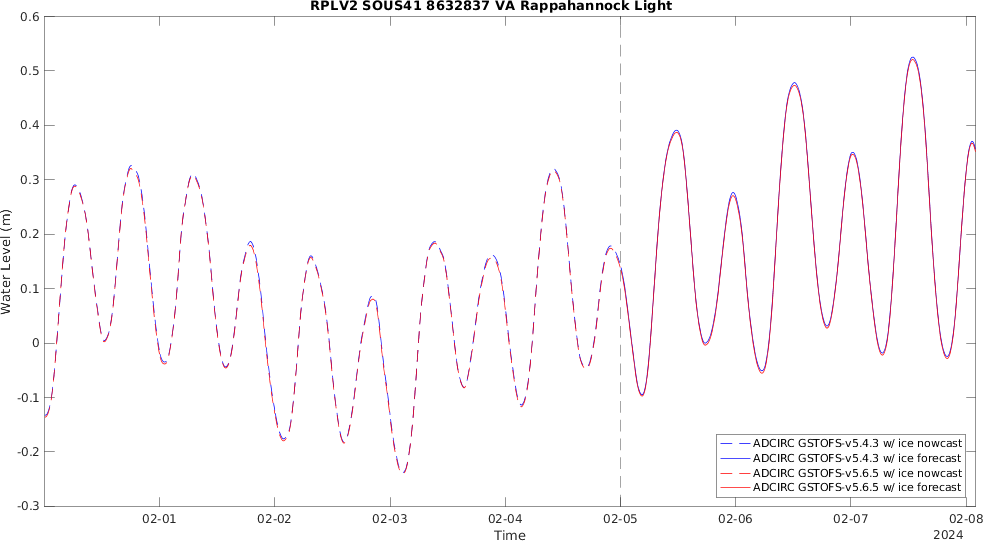 RPLV2 SOUS41 8632837 VA Rappahannock Light
0.6
0.5
0.4
0.3
0.2
0.1
0
-0.1
-0.2
-0.3
Water Level (m)
02-01 02-02 02-03 02-04 02-05 02-06 02-07 02-08
Time
2024
ADCIRC GSTOFS-v5.4.3 w/ ice nowcast
ADCIRC GSTOFS-v5.4.3 w/ ice forecast
ADCIRC GSTOFS-v5.6.5 w/ ice nowcast
ADCIRC GSTOFS-v5.6.5 w/ ice forecast